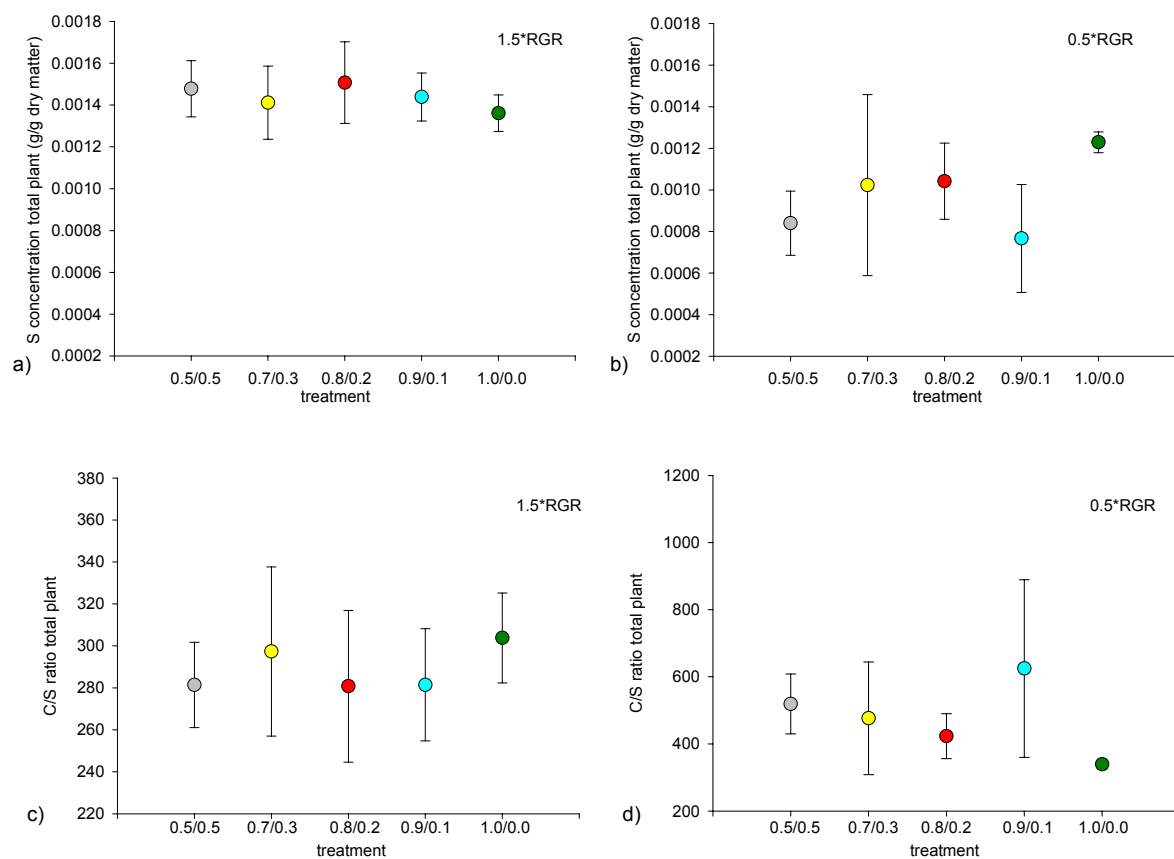 S concentration total plant (g/g dry matter)
0.0018
0.0016
0.0014
0.0012
0.0010
0.0008
0.0006
0.0004
0.0002
1.5*RGR
a)
0.5/0.5 0.7/0.3 0.8/0.2 0.9/0.1 1.0/0.0
treatment
S concentration total plant (g/g dry matter)
0.0018
0.0016
0.0014
0.0012
0.0010
0.0008
0.0006
0.0004
0.0002
0.5*RGR
b)
0.5/0.5 0.7/0.3 0.8/0.2 0.9/0.1 1.0/0.0
treatment
C/S ratio total plant
380
360
340
320
300
280
260
240
220
1.5*RGR
c)
0.5/0.5 0.7/0.3 0.8/0.2 0.9/0.1 1.0/0.0
treatment
C/S ratio total plant
1200
1000
800
600
400
200
0.5*RGR
d)
0.5/0.5 0.7/0.3 0.8/0.2 0.9/0.1 1.0/0.0
treatment